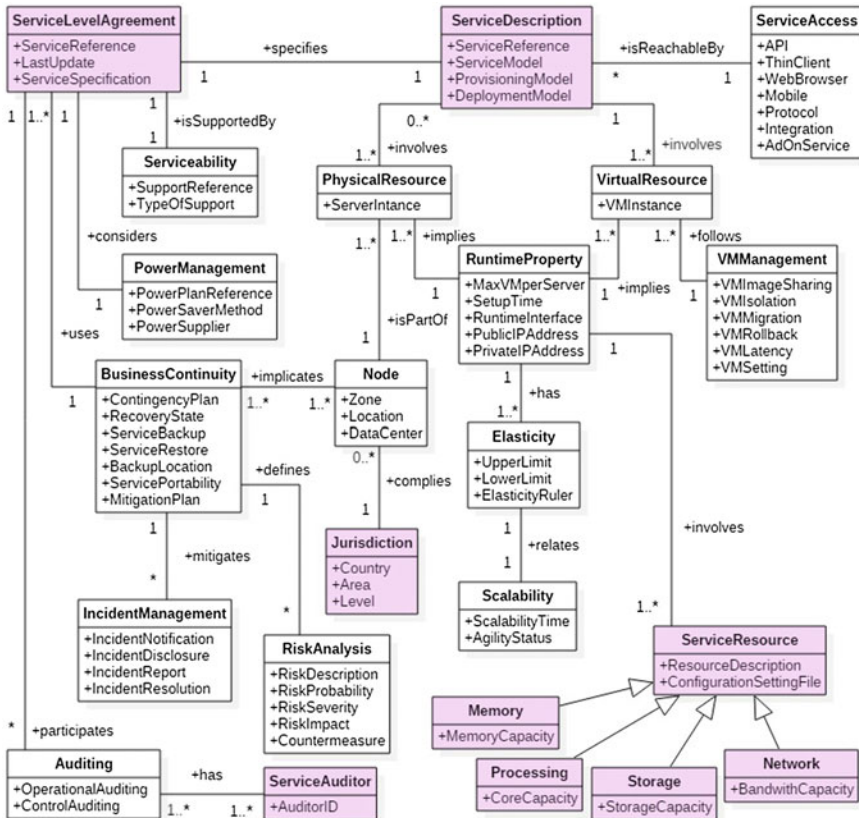 ServiceLevelAgreement
+ServiceReference
+LastUpdate
+ServiceSpecification
+specifies
1
1
ServiceDescription
+ServiceReference
+ServiceModel
+ProvisioningModel
+DeploymentModel
+isReachableBy
*
1
ServiceAccess
+API
+ThinClient
+WebBrowser
+Mobile
+Protocol
+Integration
+AdOnService
1
1..*
1
1
+isSupportedBy
1
Serviceability
+SupportReference
+TypeOfSupport
0..*
+involves
1..*
1
+involves
1..*
PhysicalResource
+ServerIntance
VirtualResource
+VMInstance
+considers
1
PowerManagement
+PowerPlanReference
+PowerSaverMethod
+PowerSupplier
1..*
1..*
+implies
1
1..*
+implies
1
1..*
+follows
1
RuntimeProperty
+MaxVMperServer
+SetupTime
+RuntimeInterface
+PublicIPAddress
+PrivateIPAddress
VMManagement
+VMImageSharing
+VMIsolation
+VMMigration
+VMRollback
+VMLatency
+VMSetting
+uses
1
+isPartOf
1
BusinessContinuity
+ContingencyPlan
+RecoveryState
+ServiceBackup
+ServiceRestore
+BackupLocation
+ServicePortability
+MitigationPlan
+implicates
1..*
1..*
Node
+Zone
+Location
+DataCenter
1
+has
1..*
1
Elasticity
+UpperLimit
+LowerLimit
+ElasticityRuler
0..*
+complies
1
+defines
1
*
Jurisdiction
+Country
+Area
+Level
1
+mitigates
*
1
+relates
1
+involves
1..*
IncidentManagement
+IncidentNotification
+IncidentDisclosure
+IncidentReport
+IncidentResolution
RiskAnalysis
+RiskDescription
+RiskProbability
+RiskSeverity
+RiskImpact
+Countermeasure
Scalability
+ScalabilityTime
+AgilityStatus
ServiceResource
+ResourceDescription
+ConfigurationSettingFile
*
+participates
Auditing
+OperationalAuditing
+ControlAuditing
+has
1..*
1..*
ServiceAuditor
+AuditorID
Memory
+MemoryCapacity
Processing
+CoreCapacity
Storage
+StorageCapacity
Network
+BandwithCapacity